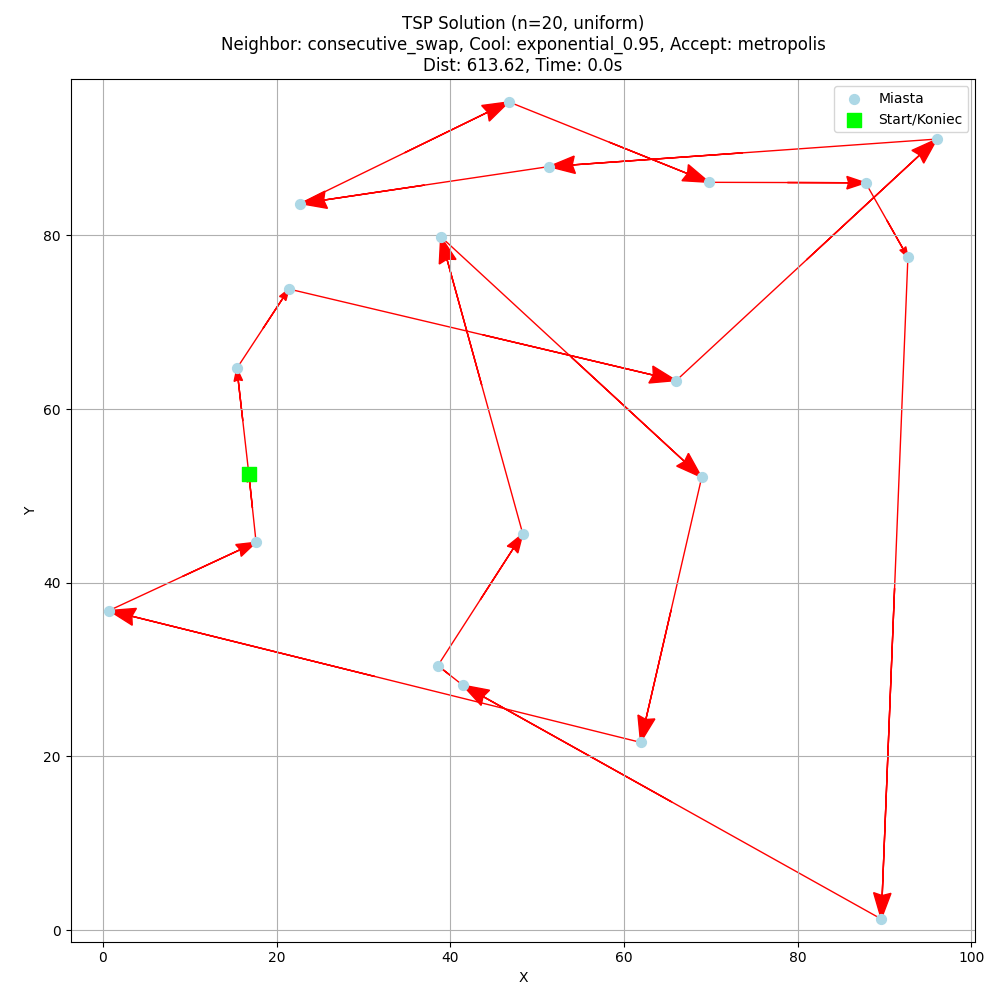 TSP Solution (n=20, uniform)
Neighbor: consecutive_swap, Cool: exponential_0.95, Accept: metropolis
Dist: 613.62, Time: 0.0s
Miasta
Start/Koniec
80
60
40
20
0
Y
0 20 40 60 80 100
X